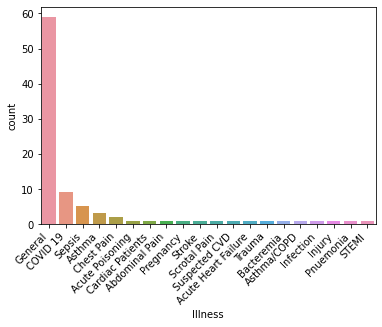 60
50
40
30
20
10
0
count
General
COVID 19
Sepsis
Asthma
Chest Pain
Acute Poisoning
Cardiac Patients
Abdominal Pain
Pregnancy
Stroke
Scrotal Pain
Suspected CVD
Acute Heart Failure
Trauma
Bacteremia
Asthma/COPD
Infection
Injury
Pnuemonia
STEMI
Illness